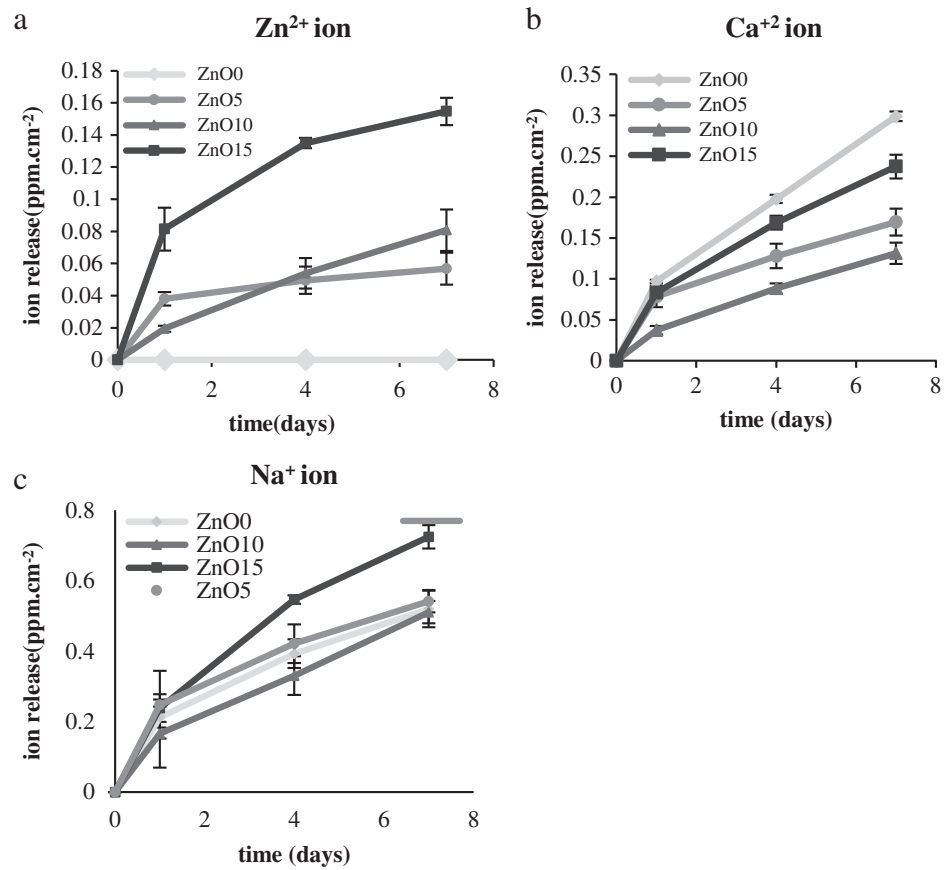 a
Zn²⁺ ion
ion release(ppm.cm⁻²)
0.18
0.16
0.14
0.12
0.1
0.08
0.06
0.04
0.02
0
ZnO0
ZnO5
ZnO10
ZnO15
0 2 4 6 8
time(days)
b
Ca⁺² ion
ion release(ppm.cm⁻²)
0.35
0.3
0.25
0.2
0.15
0.1
0.05
0
ZnO0
ZnO5
ZnO10
ZnO15
0 2 4 6 8
time (days)
c
Na⁺ ion
ion release(ppm.cm⁻²)
0.8
0.6
0.4
0.2
0
ZnO0
ZnO10
ZnO15
ZnO5
0 2 4 6 8
time (days)